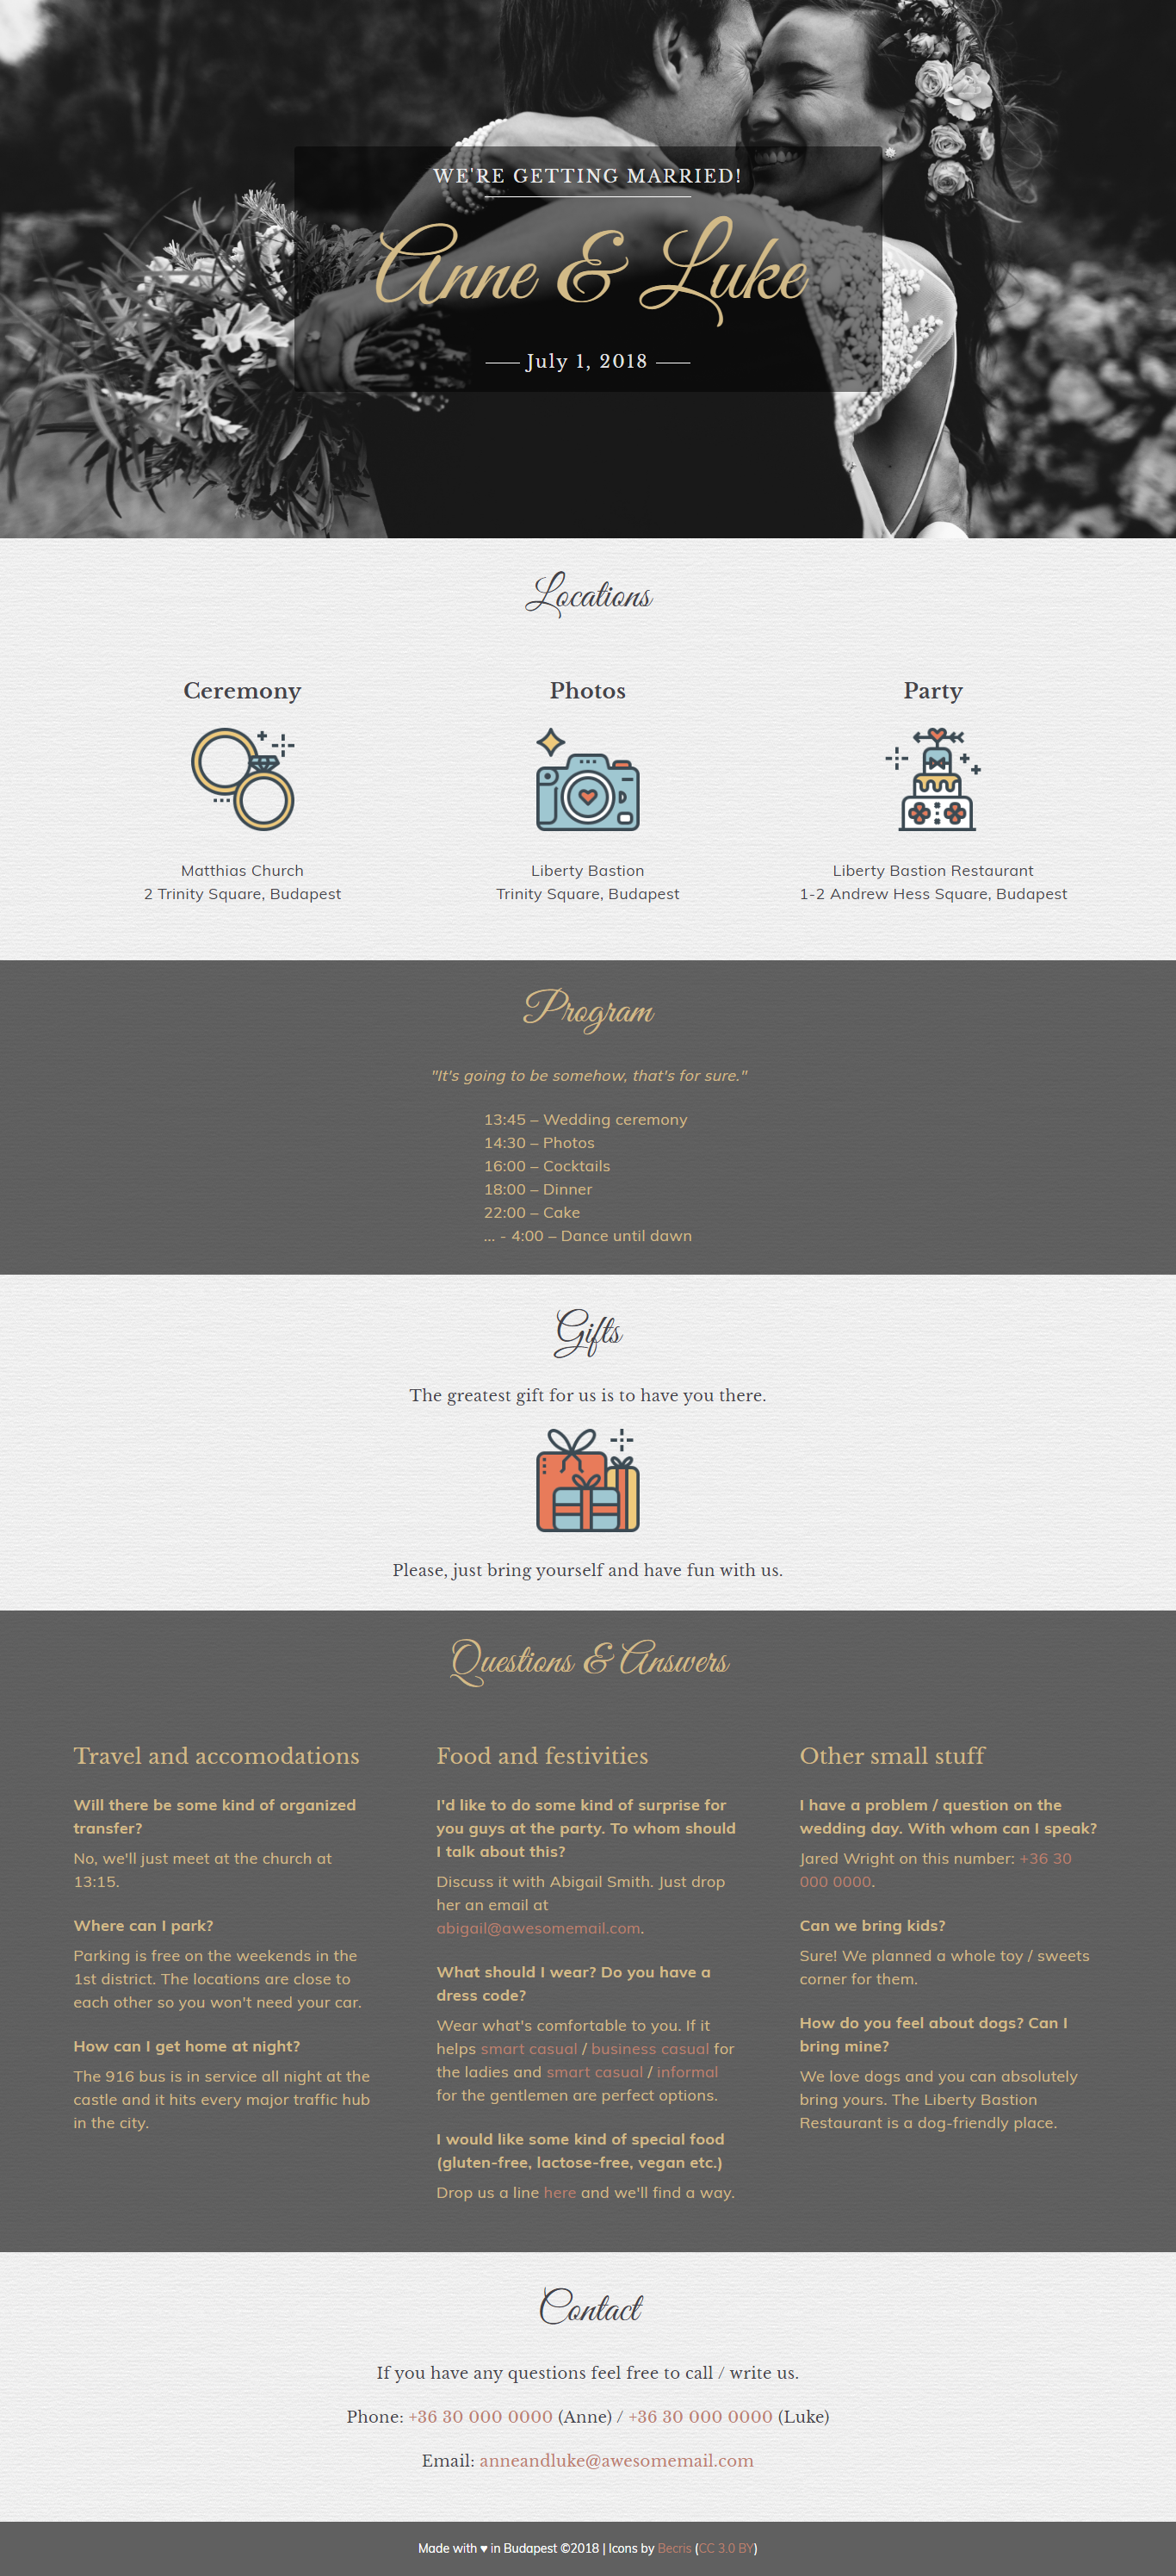 WE'RE GETTING MARRIED!
Anne & Luke
July 1, 2018
Locations
Ceremony
Matthias Church
2 Trinity Square, Budapest
Photos
Liberty Bastion
Trinity Square, Budapest
Party
Liberty Bastion Restaurant
1-2 Andrew Hess Square, Budapest
Program
"It's going to be somehow, that's for sure."
13:45 – Wedding ceremony
14:30 – Photos
16:00 – Cocktails
18:00 – Dinner
22:00 – Cake
... - 4:00 – Dance until dawn
Gifts
The greatest gift for us is to have you there.
Please, just bring yourself and have fun with us.
Questions & Answers
Travel and accomodations
Will there be some kind of organized
transfer?
No, we'll just meet at the church at
13:15.
Where can I park?
Parking is free on the weekends in the
1st district. The locations are close to
each other so you won't need your car.
How can I get home at night?
The 916 bus is in service all night at the
castle and it hits every major traffic hub
in the city.
Food and festivities
I'd like to do some kind of surprise for
you guys at the party. To whom should
I talk about this?
Discuss it with Abigail Smith. Just drop
her an email at
abigail@awesomemail.com.
What should I wear? Do you have a
dress code?
Wear what's comfortable to you. If it
helps smart casual / business casual for
the ladies and smart casual / informal
for the gentlemen are perfect options.
I would like some kind of special food
(gluten-free, lactose-free, vegan etc.)
Drop us a line here and we'll find a way.
Other small stuff
I have a problem / question on the
wedding day. With whom can I speak?
Jared Wright on this number: +36 30
000 0000.
Can we bring kids?
Sure! We planned a whole toy / sweets
corner for them.
How do you feel about dogs? Can I
bring mine?
We love dogs and you can absolutely
bring yours. The Liberty Bastion
Restaurant is a dog-friendly place.
Contact
If you have any questions feel free to call / write us.
Phone: +36 30 000 0000 (Anne) / +36 30 000 0000 (Luke)
Email: anneandluke@awesomemail.com
Made with ♥ in Budapest ©2018 | Icons by Becris (CC 3.0 BY)